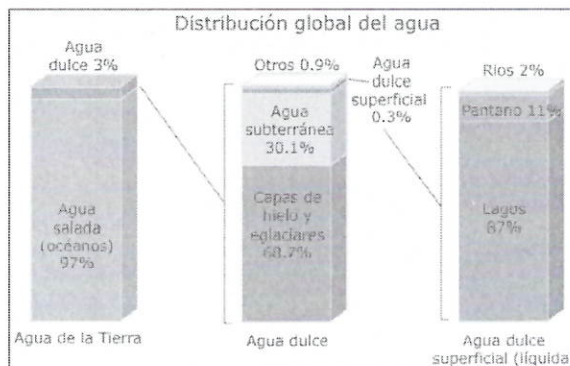 Distribución global del agua
Agua
dulce 3%
Agua
salada
(océanos)
97%
Agua de la Tierra
Otros 0.9%
Agua
subterránea
30.1%
Capas de
hielo y
eglaciares
68.7%
Agua dulce
Agua
dulce
superficial
0.3%
Ríos 2%
Pantano 11%
Lagos
87%
Agua dulce
superficial (líquida